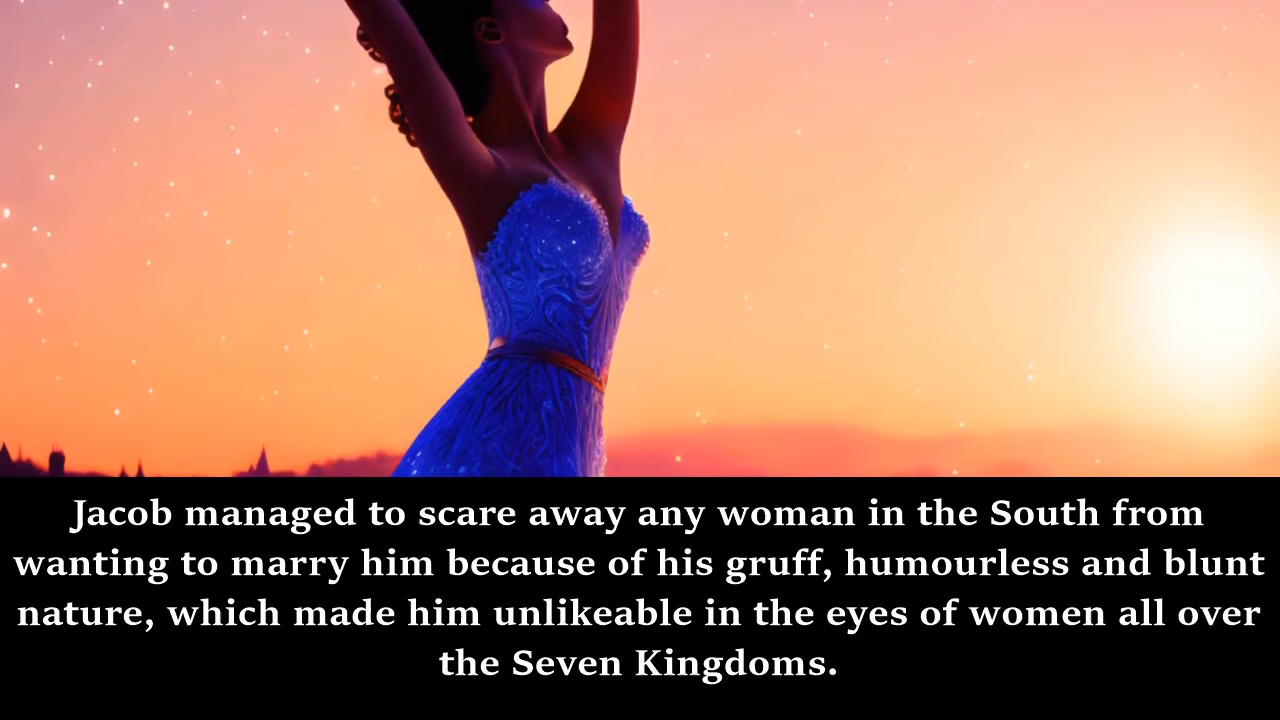 Jacob managed to scare away any woman in the South from
wanting to marry him because of his gruff, humourless and blunt
nature, which made him unlikeable in the eyes of women all over
the Seven Kingdoms.